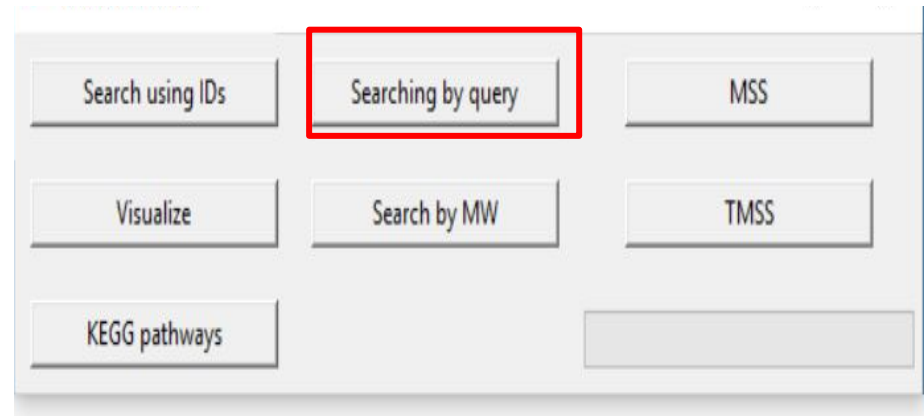 Search using IDs
Searching by query
MSS
Visualize
Search by MW
TMSS
KEGG pathways